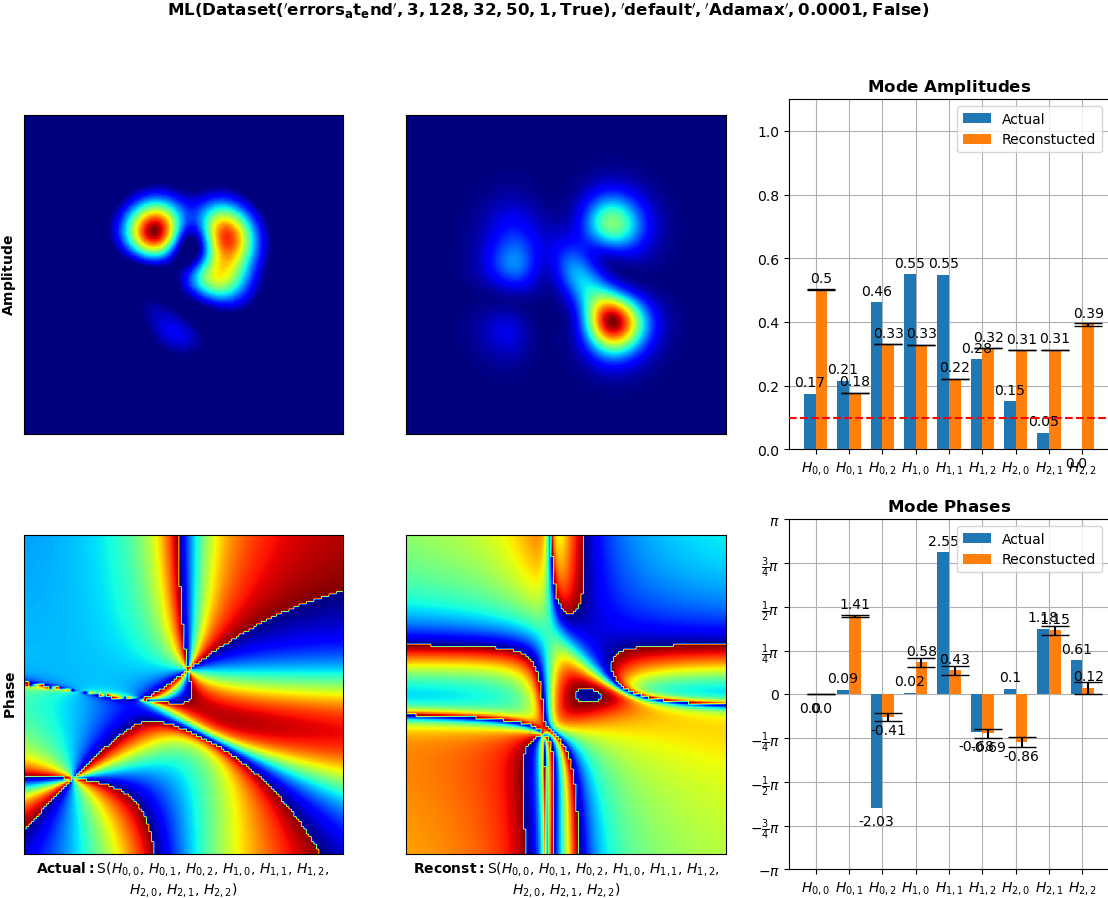 ML(Dataset('errors_at_end', 3, 128, 32, 50, 1, True), 'default', 'Adamax', 0.0001, False)
Amplitude
Mode Amplitudes
Actual
Reconstucted
1.0
0.8
0.6
0.4
0.2
0.0
0.17
0.5
0.21
0.18
0.46
0.33
0.55
0.33
0.55
0.22
0.28
0.32
0.15
0.31
0.05
0.31
0.0
0.39
H0,0 H0,1 H0,2 H1,0 H1,1 H1,2 H2,0 H2,1 H2,2
Phase
Actual: S(H0,0, H0,1, H0,2, H1,0, H1,1, H1,2,
H2,0, H2,1, H2,2)
Reconst: S(H0,0, H0,1, H0,2, H1,0, H1,1, H1,2,
H2,0, H2,1, H2,2)
Mode Phases
Actual
Reconstucted
π
3/4π
1/2π
1/4π
0
−1/4π
−1/2π
−3/4π
−π
0.0
0.0
0.09
1.41
-2.03
-0.41
0.02
0.58
2.55
0.43
-0.68
-0.69
0.1
-0.86
1.18
1.15
0.61
0.12
H0,0 H0,1 H0,2 H1,0 H1,1 H1,2 H2,0 H2,1 H2,2